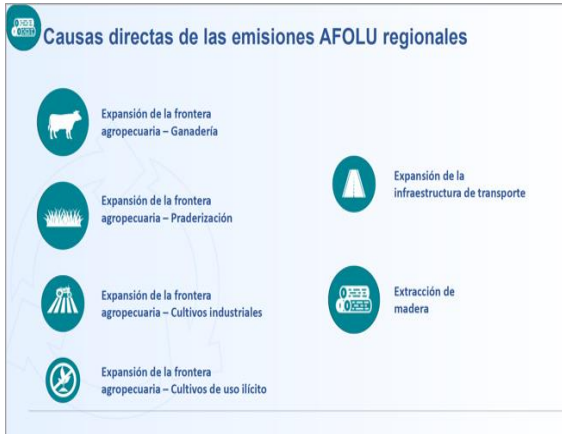 Causas directas de las emisiones AFOLU regionales
Expansión de la frontera
agropecuaria – Ganadería
Expansión de la frontera
agropecuaria – Praderización
Expansión de la frontera
agropecuaria – Cultivos industriales
Expansión de la frontera
agropecuaria – Cultivos de uso ilícito
Expansión de la
infraestructura de transporte
Extracción de
madera